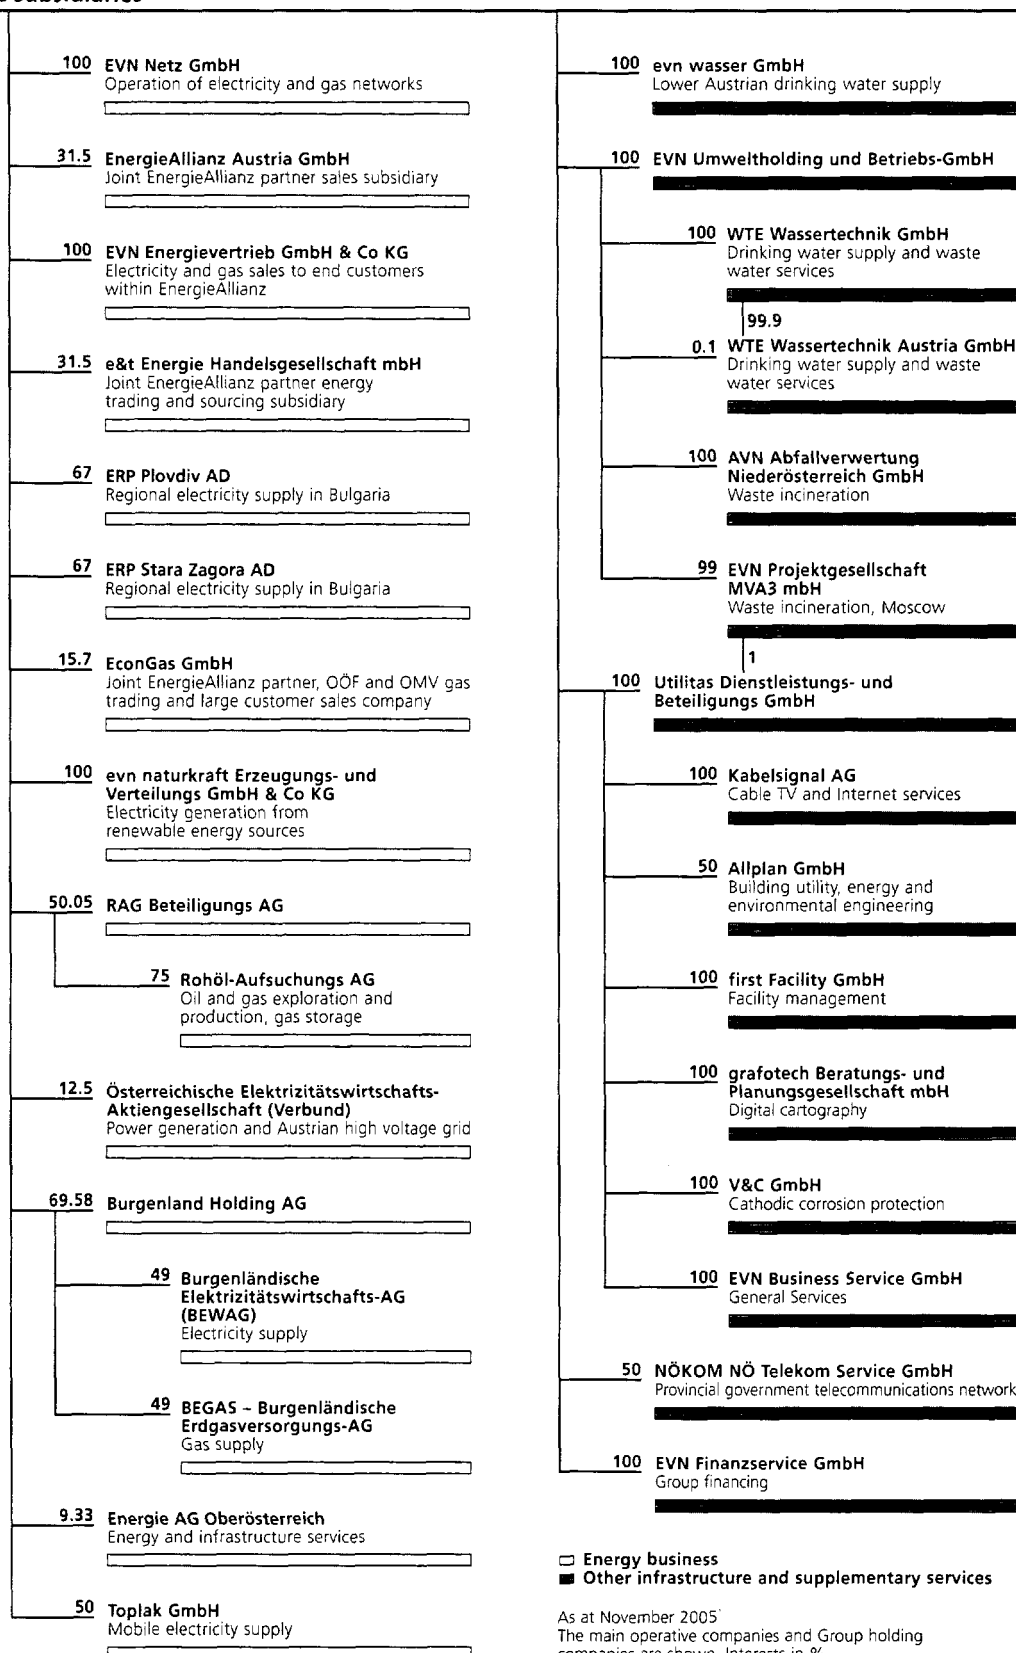 100 EVN Netz GmbH
Operation of electricity and gas networks
31.5 EnergieAllianz Austria GmbH
Joint EnergieAllianz partner sales subsidiary
100 EVN Energievertrieb GmbH & Co KG
Electricity and gas sales to end customers
within EnergieAllianz
31.5 e&t Energie Handelsgesellschaft mbH
Joint EnergieAllianz partner energy
trading and sourcing subsidiary
67 ERP Plovdiv AD
Regional electricity supply in Bulgaria
67 ERP Stara Zagora AD
Regional electricity supply in Bulgaria
15.7 EconGas GmbH
Joint EnergieAllianz partner, OÖF and OMV gas
trading and large customer sales company
100 evn naturkraft Erzeugungs- und
Verteilungs GmbH & Co KG
Electricity generation from
renewable energy sources
50.05 RAG Beteiligungs AG
75 Rohöl-Aufsuchungs AG
Oil and gas exploration and
production, gas storage
12.5 Österreichische Elektrizitätswirtschafts-
Aktiengesellschaft (Verbund)
Power generation and Austrian high voltage grid
69.58 Burgenland Holding AG
49 Burgenländische
Elektrizitätswirtschafts-AG
(BEWAG)
Electricity supply
49 BEGAS – Burgenländische
Erdgasversorgungs-AG
Gas supply
9.33 Energie AG Oberösterreich
Energy and infrastructure services
50 Toplak GmbH
Mobile electricity supply
100 evn wasser GmbH
Lower Austrian drinking water supply
100 EVN Umweltholding und Betriebs-GmbH
100 WTE Wassertechnik GmbH
Drinking water supply and waste
water services
99.9
0.1 WTE Wassertechnik Austria GmbH
Drinking water supply and waste
water services
100 AVN Abfallverwertung
Niederösterreich GmbH
Waste incineration
99 EVN Projektgesellschaft
MVA3 mbH
Waste incineration, Moscow
1
100 Utilitas Dienstleistungs- und
Beteiligungs GmbH
100 Kabelsignal AG
Cable TV and Internet services
50 Allplan GmbH
Building utility, energy and
environmental engineering
100 first Facility GmbH
Facility management
100 grafotech Beratungs- und
Planungsgesellschaft mbH
Digital cartography
100 V&C GmbH
Cathodic corrosion protection
100 EVN Business Service GmbH
General Services
50 NÖKOM NÖ Telekom Service GmbH
Provincial government telecommunications network
100 EVN Finanzservice GmbH
Group financing
Energy business
Other infrastructure and supplementary services
As at November 2005
The main operative companies and Group holding
companies are shown. Interests in %